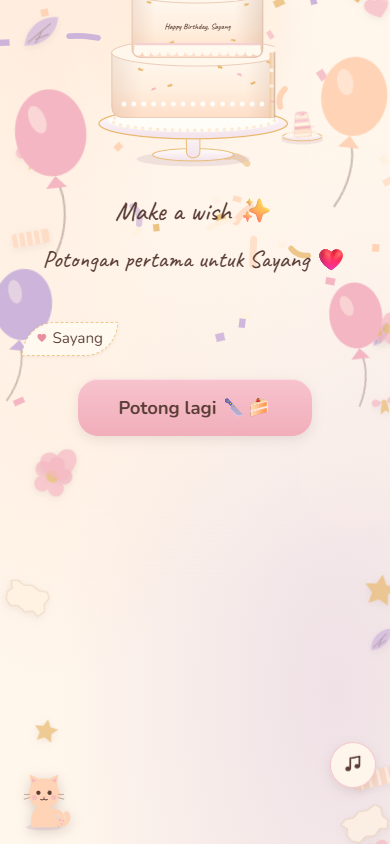 Happy Birthday, Sayang
Make a wish ✨
Potongan pertama untuk Sayang ❤️
Sayang
Potong lagi 🔪 🍰